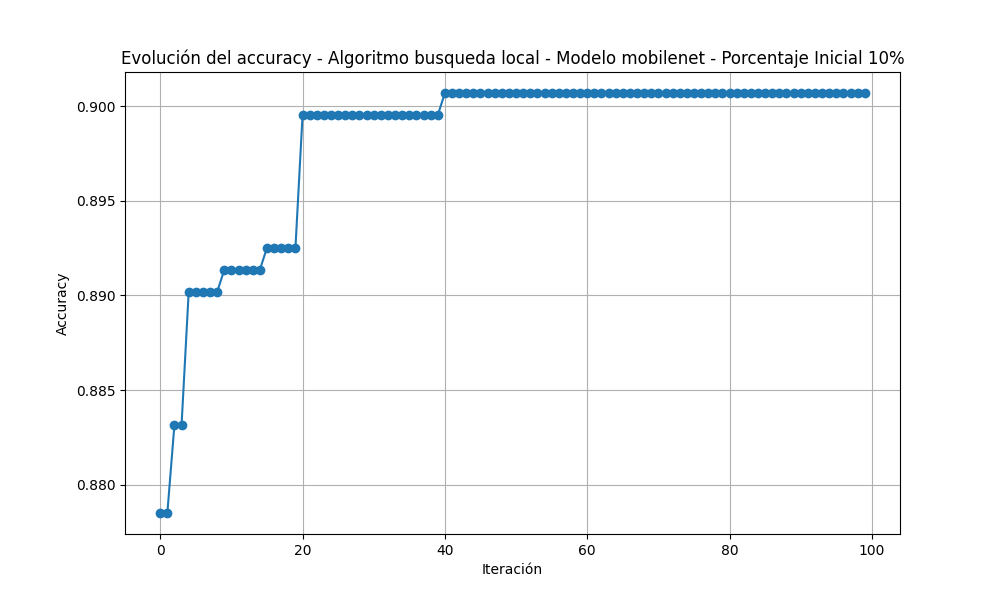 Evolución del accuracy - Algoritmo busqueda local - Modelo mobilenet - Porcentaje Inicial 10%
0.900
0.895
0.890
0.885
0.880
Accuracy
0 20 40 60 80 100
Iteración